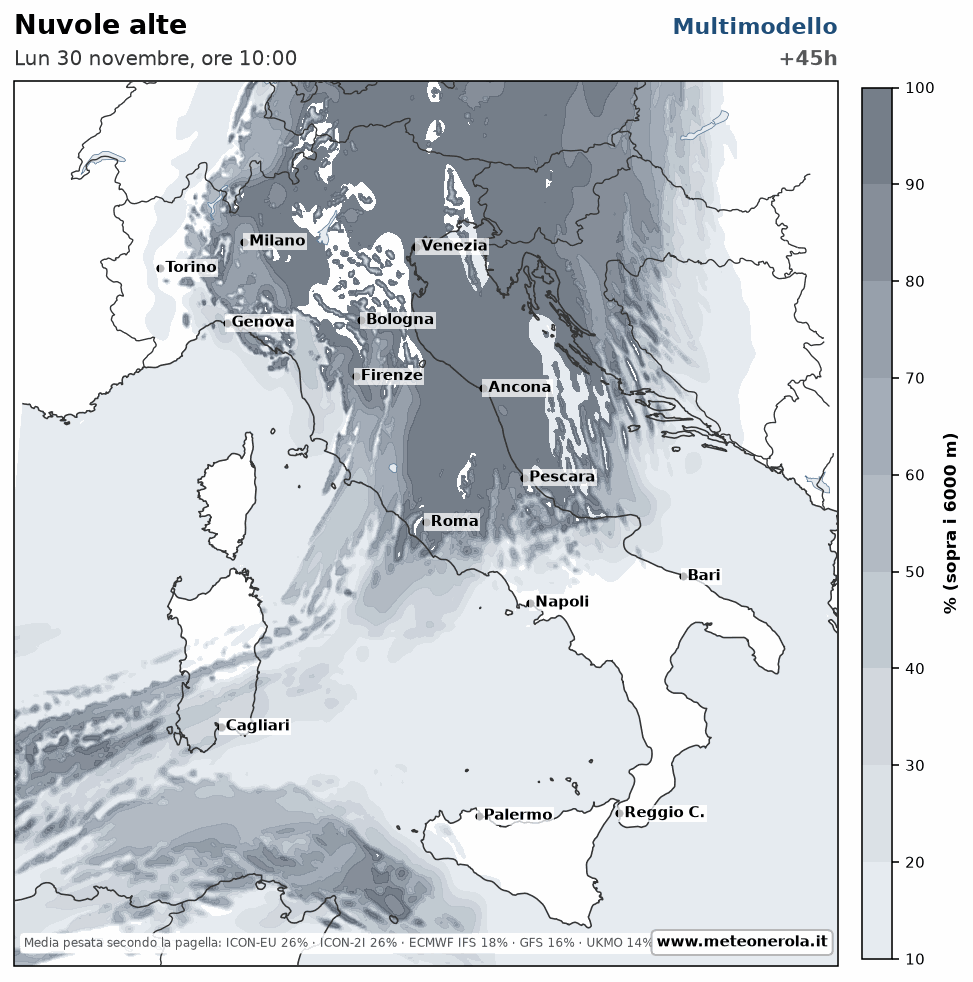 Nuvole alte
Multimodello
Lun 30 novembre, ore 10:00
+45h
100
90
80
70
60
50
40
30
20
10
% (sopra i 6000 m)
Milano
Venezia
Torino
Genova
Bologna
Firenze
Ancona
Pescara
Roma
Bari
Napoli
Cagliari
Palermo
Reggio C.
Media pesata secondo la pagella: ICON-EU 26% · ICON-2I 26% · ECMWF IFS 18% · GFS 16% · UKMO 14%
www.meteonerola.it